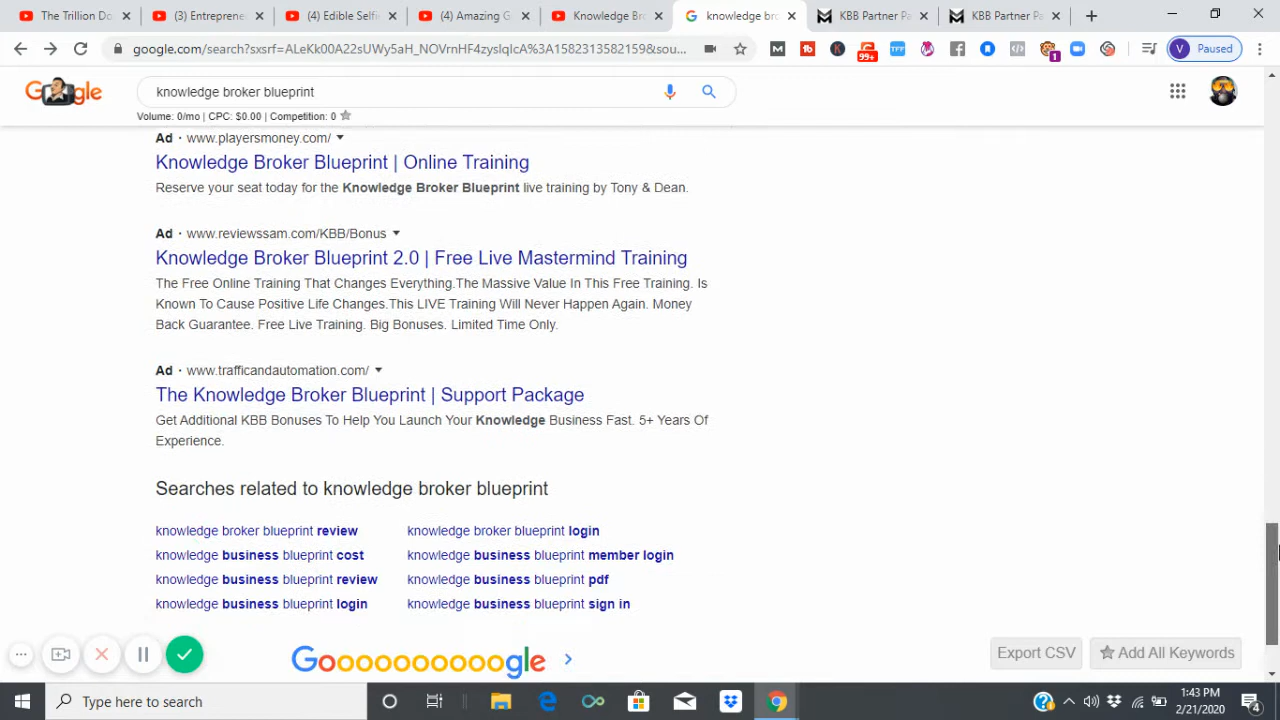 The Trillion Do
(3) Entreprene
(4) Edible Selfi
(4) Amazing G
Knowledge Br
knowledge bro
KBB Partner Pa
KBB Partner Pa
google.com/search?sxsrf=ALeKk00A22sUWy5aH_NOVrnHF4zyslqIcA%3A1582313582159&sou...
99+
TFF
1
V Paused
Google
knowledge broker blueprint
Volume: 0/mo | CPC: $0.00 | Competition: 0
Ad · www.playersmoney.com/
Knowledge Broker Blueprint | Online Training
Reserve your seat today for the Knowledge Broker Blueprint live training by Tony & Dean.
Ad · www.reviewssam.com/KBB/Bonus
Knowledge Broker Blueprint 2.0 | Free Live Mastermind Training
The Free Online Training That Changes Everything.The Massive Value In This Free Training. Is
Known To Cause Positive Life Changes.This LIVE Training Will Never Happen Again. Money
Back Guarantee. Free Live Training. Big Bonuses. Limited Time Only.
Ad · www.trafficandautomation.com/
The Knowledge Broker Blueprint | Support Package
Get Additional KBB Bonuses To Help You Launch Your Knowledge Business Fast. 5+ Years Of
Experience.
Searches related to knowledge broker blueprint
knowledge broker blueprint review
knowledge broker blueprint login
knowledge business blueprint cost
knowledge business blueprint member login
knowledge business blueprint review
knowledge business blueprint pdf
knowledge business blueprint login
knowledge business blueprint sign in
Goooooooooogle
Export CSV
Add All Keywords
Type here to search
1:43 PM
2/21/2020
4